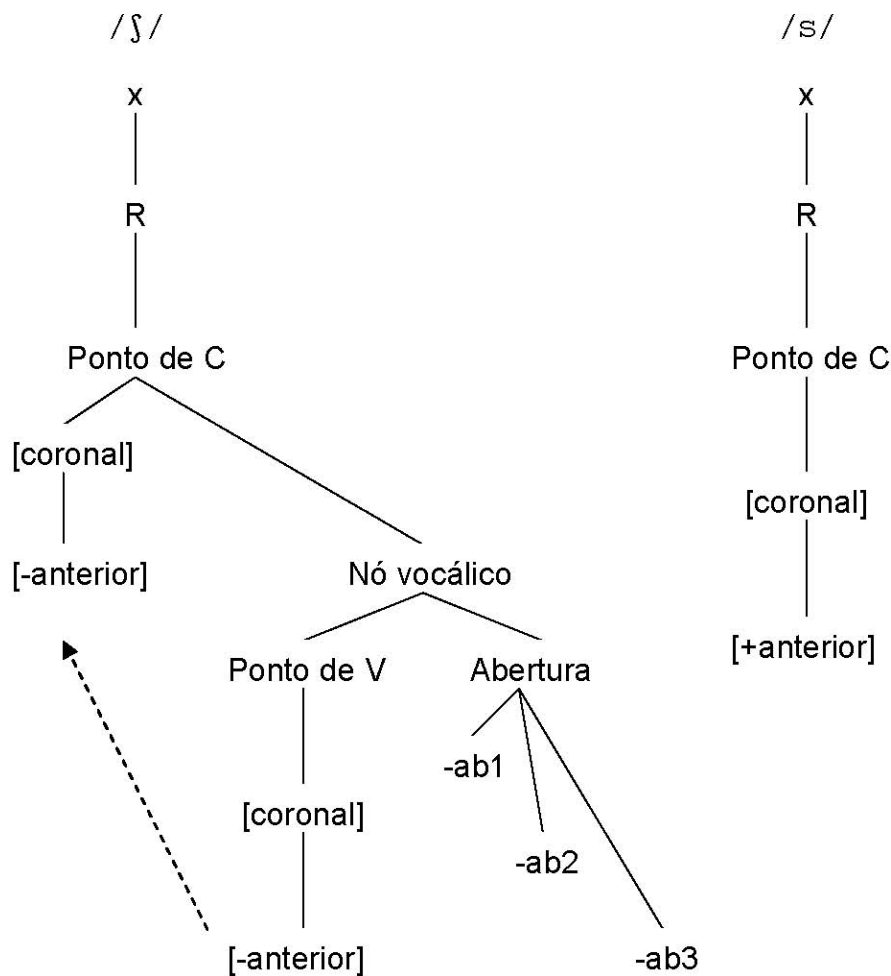 /ʃ/ /s/
x x
R R
Ponto de C Ponto de C
[coronal]
[coronal]
[-anterior] Nó vocálico
[+anterior]
Ponto de V Abertura
-ab1
[coronal]
-ab2
[-anterior] -ab3